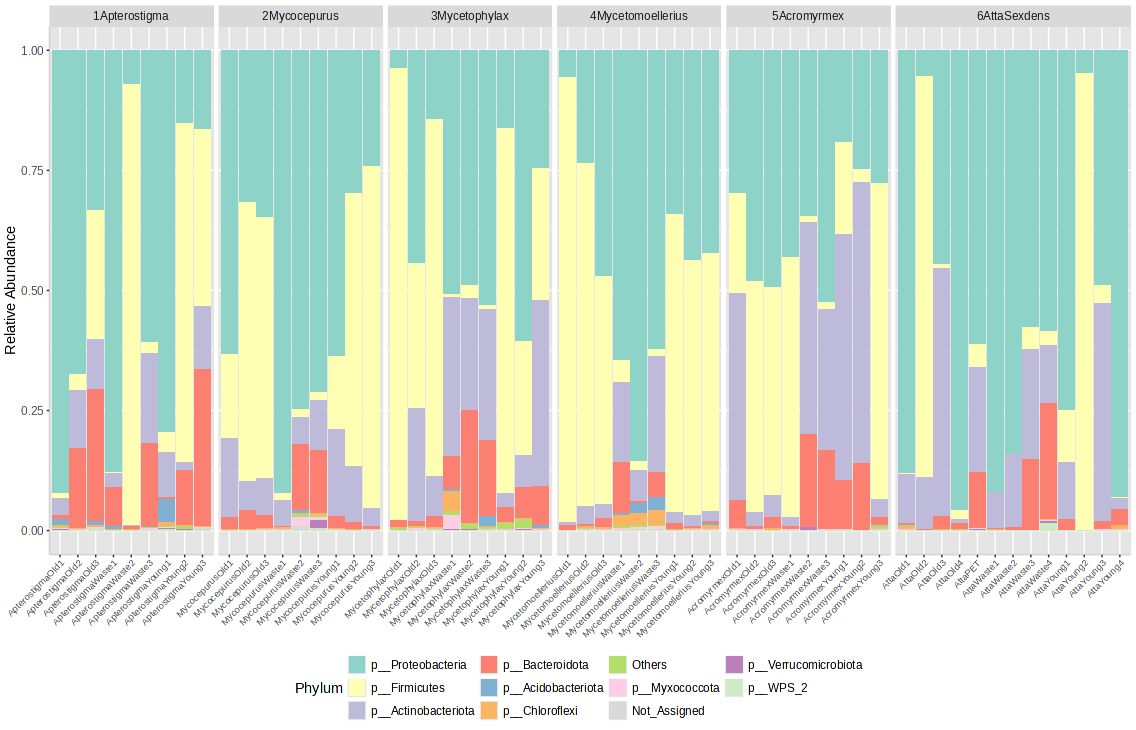 1Apterostigma 2Mycocepurus 3Mycetophylax 4Mycetomoellerius 5Acromyrmex 6AttaSexdens
1.00
0.75
0.50
0.25
0.00
Relative Abundance
ApterostigmaOld1
ApterostigmaOld2
ApterostigmaOld3
ApterostigmaWaste1
ApterostigmaWaste2
ApterostigmaWaste3
ApterostigmaYoung1
ApterostigmaYoung2
ApterostigmaYoung3
MycocepurusOld1
MycocepurusOld2
MycocepurusOld3
MycocepurusWaste1
MycocepurusWaste2
MycocepurusWaste3
MycocepurusYoung1
MycocepurusYoung2
MycocepurusYoung3
MycetophylaxOld1
MycetophylaxOld2
MycetophylaxOld3
MycetophylaxWaste1
MycetophylaxWaste2
MycetophylaxWaste3
MycetophylaxYoung1
MycetophylaxYoung2
MycetophylaxYoung3
MycetomoelleriusOld1
MycetomoelleriusOld2
MycetomoelleriusOld3
MycetomoelleriusWaste1
MycetomoelleriusWaste2
MycetomoelleriusWaste3
MycetomoelleriusYoung1
MycetomoelleriusYoung2
MycetomoelleriusYoung3
AcromyrmexOld1
AcromyrmexOld2
AcromyrmexOld3
AcromyrmexWaste1
AcromyrmexWaste2
AcromyrmexWaste3
AcromyrmexYoung1
AcromyrmexYoung2
AcromyrmexYoung3
AttaOld1
AttaOld2
AttaOld3
AttaOld4
AttaPET
AttaWaste1
AttaWaste2
AttaWaste3
AttaWaste4
AttaYoung1
AttaYoung2
AttaYoung3
AttaYoung4
Phylum
p__Proteobacteria p__Bacteroidota Others p__Verrucomicrobiota
p__Firmicutes p__Acidobacteriota p__Myxococcota p__WPS_2
p__Actinobacteriota p__Chloroflexi Not_Assigned